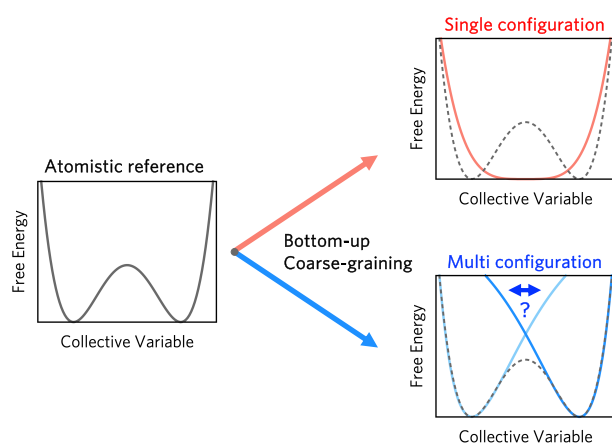 Atomistic reference
Free Energy
Collective Variable
Bottom-up
Coarse-graining
Single configuration
Free Energy
Collective Variable
Multi configuration
?
Free Energy
Collective Variable